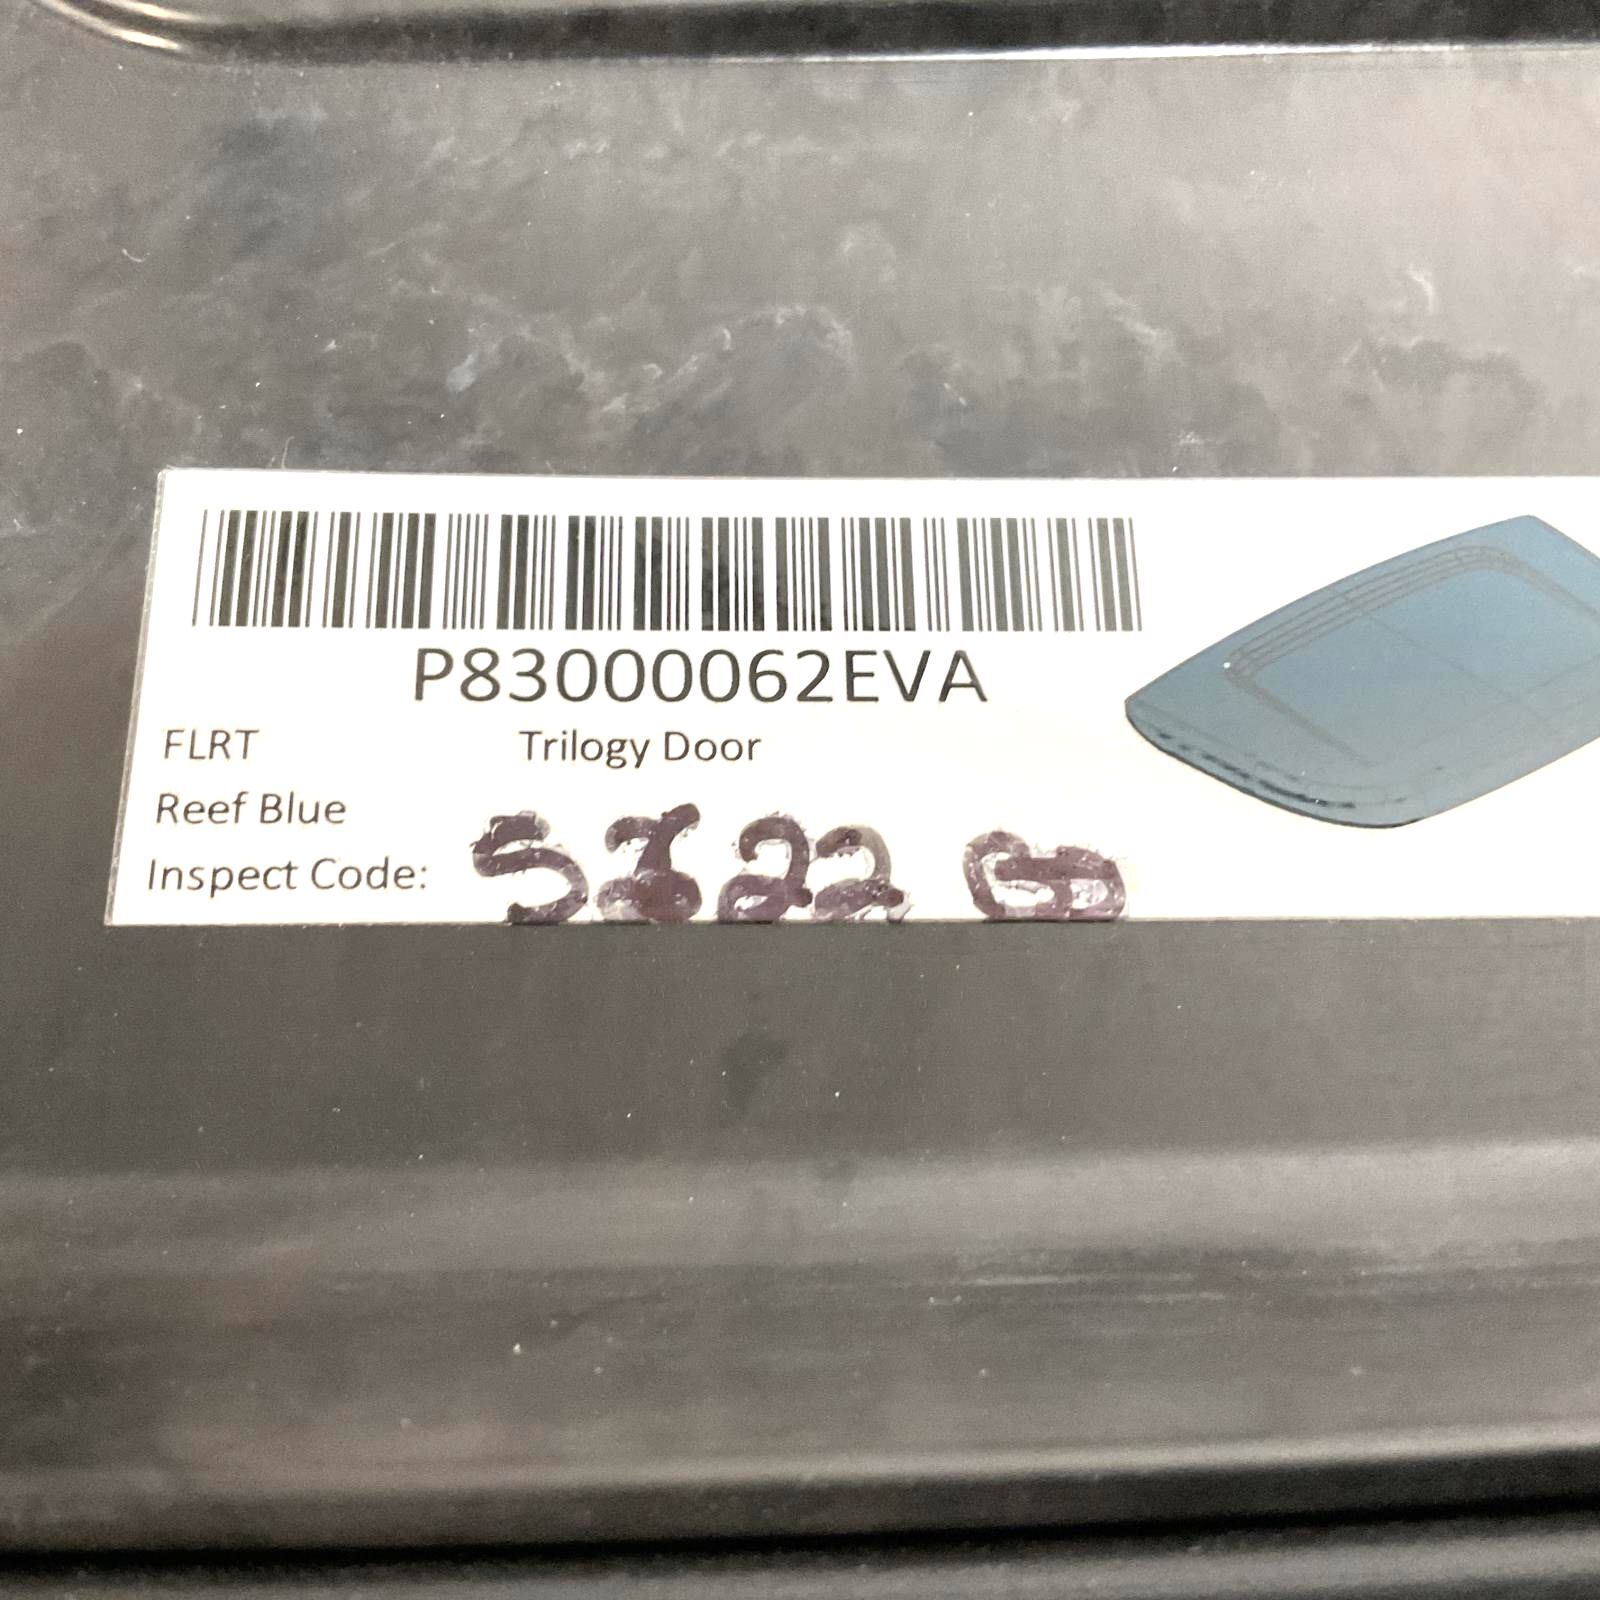 P83000062EVA
FLRT Trilogy Door
Reef Blue
Inspect Code: